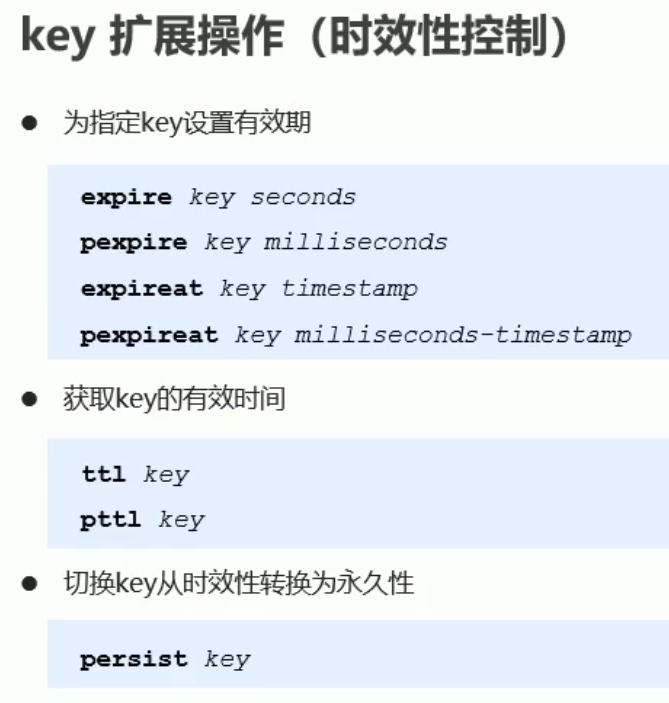 key 扩展操作（时效性控制）
● 为指定key设置有效期
expire key seconds
pexpire key milliseconds
expireat key timestamp
pexpireat key milliseconds-timestamp
● 获取key的有效时间
ttl key
pttl key
● 切换key从时效性转换为永久性
persist key